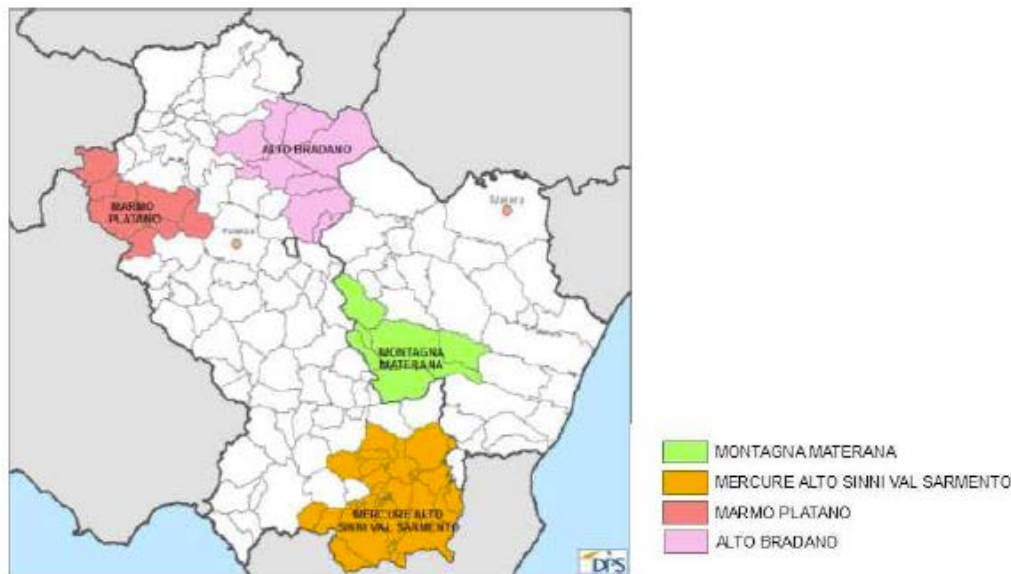 ALTO BRADANO
Matera
MARMO
PLATANO
Potenza
MONTAGNA
MATERANA
MERCURE ALTO
SINNI VAL SARMENTO
MONTAGNA MATERANA
MERCURE ALTO SINNI VAL SARMENTO
MARMO PLATANO
ALTO BRADANO
DPS